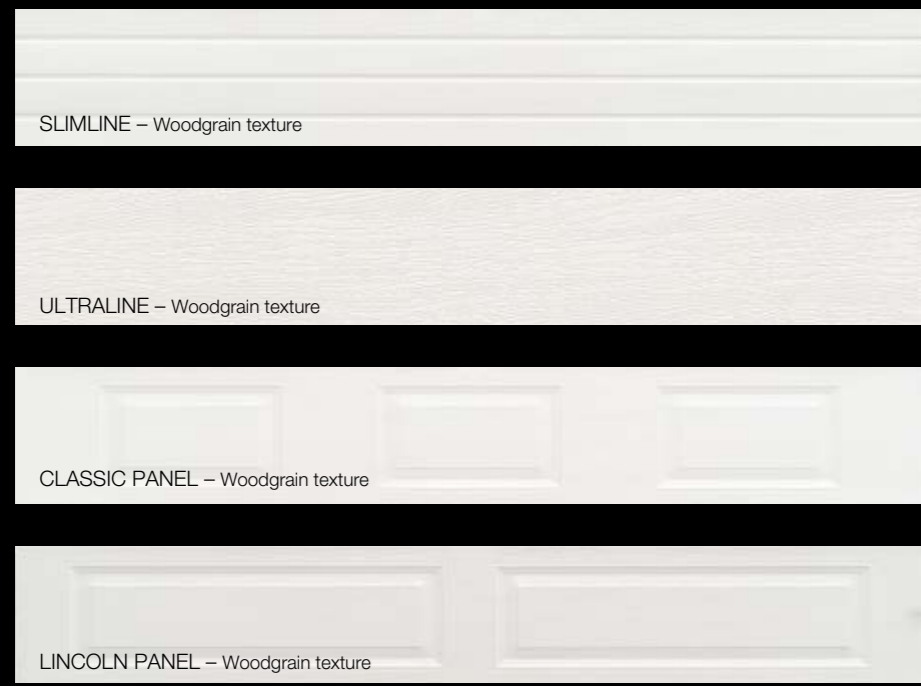 SLIMLINE – Woodgrain texture
ULTRALINE – Woodgrain texture
CLASSIC PANEL – Woodgrain texture
LINCOLN PANEL – Woodgrain texture